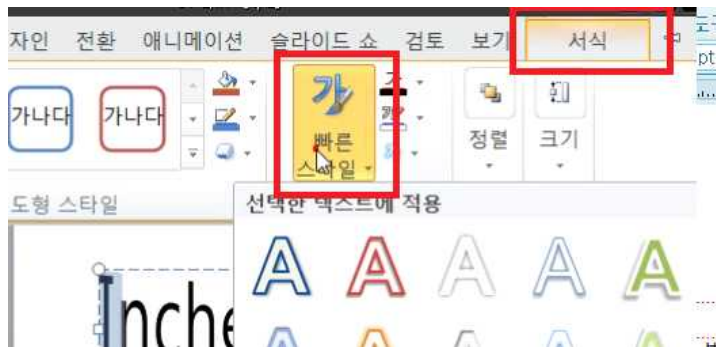 자인 전환 애니메이션 슬라이드 쇼 검토 보기 서식
pt
가나다 가나다 가 빠른 스타일 가 정렬 크기
도형 스타일
선택한 텍스트에 적용
A A A A A
Inche
A A A A A